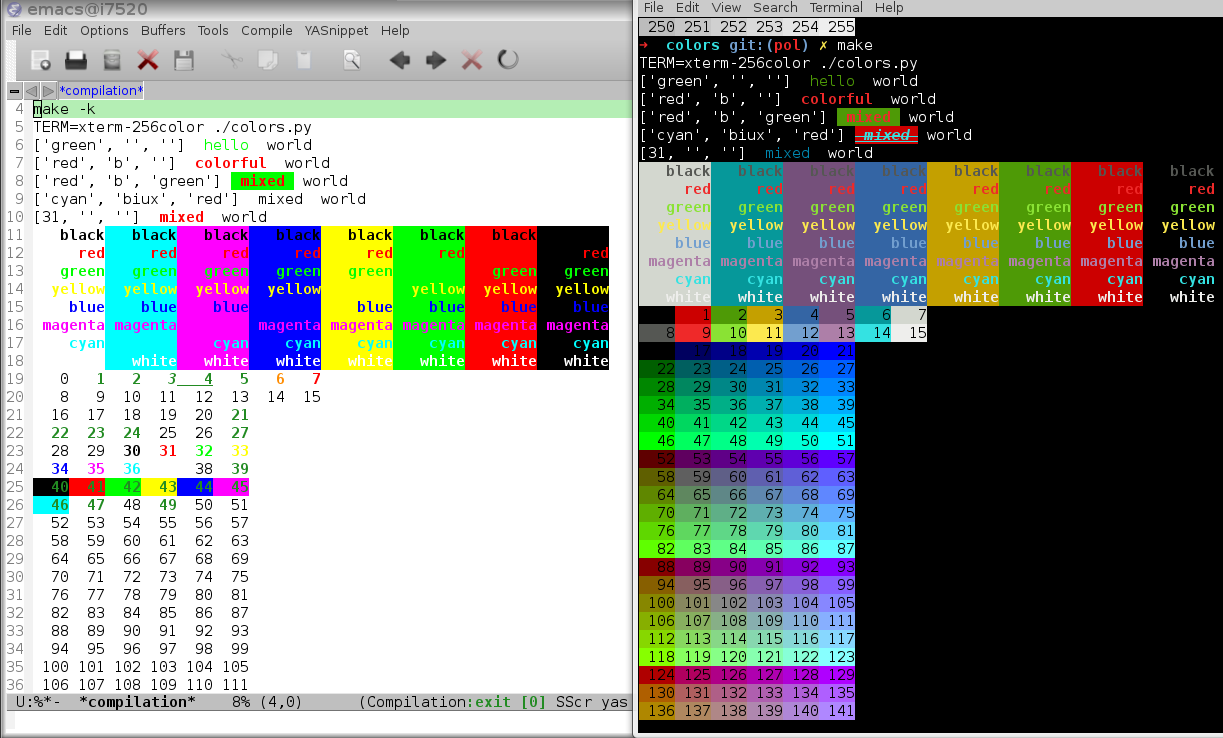 emacs@i7520
File Edit Options Buffers Tools Compile YASnippet Help
*compilation*
4 make -k
5 TERM=xterm-256color ./colors.py
6 ['green', '', ''] hello world
7 ['red', 'b', ''] colorful world
8 ['red', 'b', 'green'] mixed world
9 ['cyan', 'biux', 'red'] mixed world
10 [31, '', ''] mixed world
11 black black black black black black black
12 red red red red red red red
13 green green green green green green green
14 yellow yellow yellow yellow yellow yellow yellow
15 blue blue blue blue blue blue blue
16 magenta magenta magenta magenta magenta magenta magenta
17 cyan cyan cyan cyan cyan cyan cyan
18 white white white white white white white
19 0 1 2 3 4 5 6 7
20 8 9 10 11 12 13 14 15
21 16 17 18 19 20 21
22 22 23 24 25 26 27
23 28 29 30 31 32 33
24 34 35 36 38 39
25 40 41 42 43 44 45
26 46 47 48 49 50 51
27 52 53 54 55 56 57
28 58 59 60 61 62 63
29 64 65 66 67 68 69
30 70 71 72 73 74 75
31 76 77 78 79 80 81
32 82 83 84 85 86 87
33 88 89 90 91 92 93
34 94 95 96 97 98 99
35 100 101 102 103 104 105
36 106 107 108 109 110 111
U:%*- *compilation* 8% (4,0) (Compilation:exit [0] SScr yas
File Edit View Search Terminal Help
250 251 252 253 254 255
➜ colors git:(pol) ✗ make
TERM=xterm-256color ./colors.py
['green', '', ''] hello world
['red', 'b', ''] colorful world
['red', 'b', 'green'] mixed world
['cyan', 'biux', 'red'] mixed world
[31, '', ''] mixed world
black black black black black black black black
red red red red red red red red
green green green green green green green green
yellow yellow yellow yellow yellow yellow yellow yellow
blue blue blue blue blue blue blue blue
magenta magenta magenta magenta magenta magenta magenta magenta
cyan cyan cyan cyan cyan cyan cyan cyan
white white white white white white white white
1 2 3 4 5 6 7
8 9 10 11 12 13 14 15
17 18 19 20 21
22 23 24 25 26 27
28 29 30 31 32 33
34 35 36 37 38 39
40 41 42 43 44 45
46 47 48 49 50 51
52 53 54 55 56 57
58 59 60 61 62 63
64 65 66 67 68 69
70 71 72 73 74 75
76 77 78 79 80 81
82 83 84 85 86 87
88 89 90 91 92 93
94 95 96 97 98 99
100 101 102 103 104 105
106 107 108 109 110 111
112 113 114 115 116 117
118 119 120 121 122 123
124 125 126 127 128 129
130 131 132 133 134 135
136 137 138 139 140 141